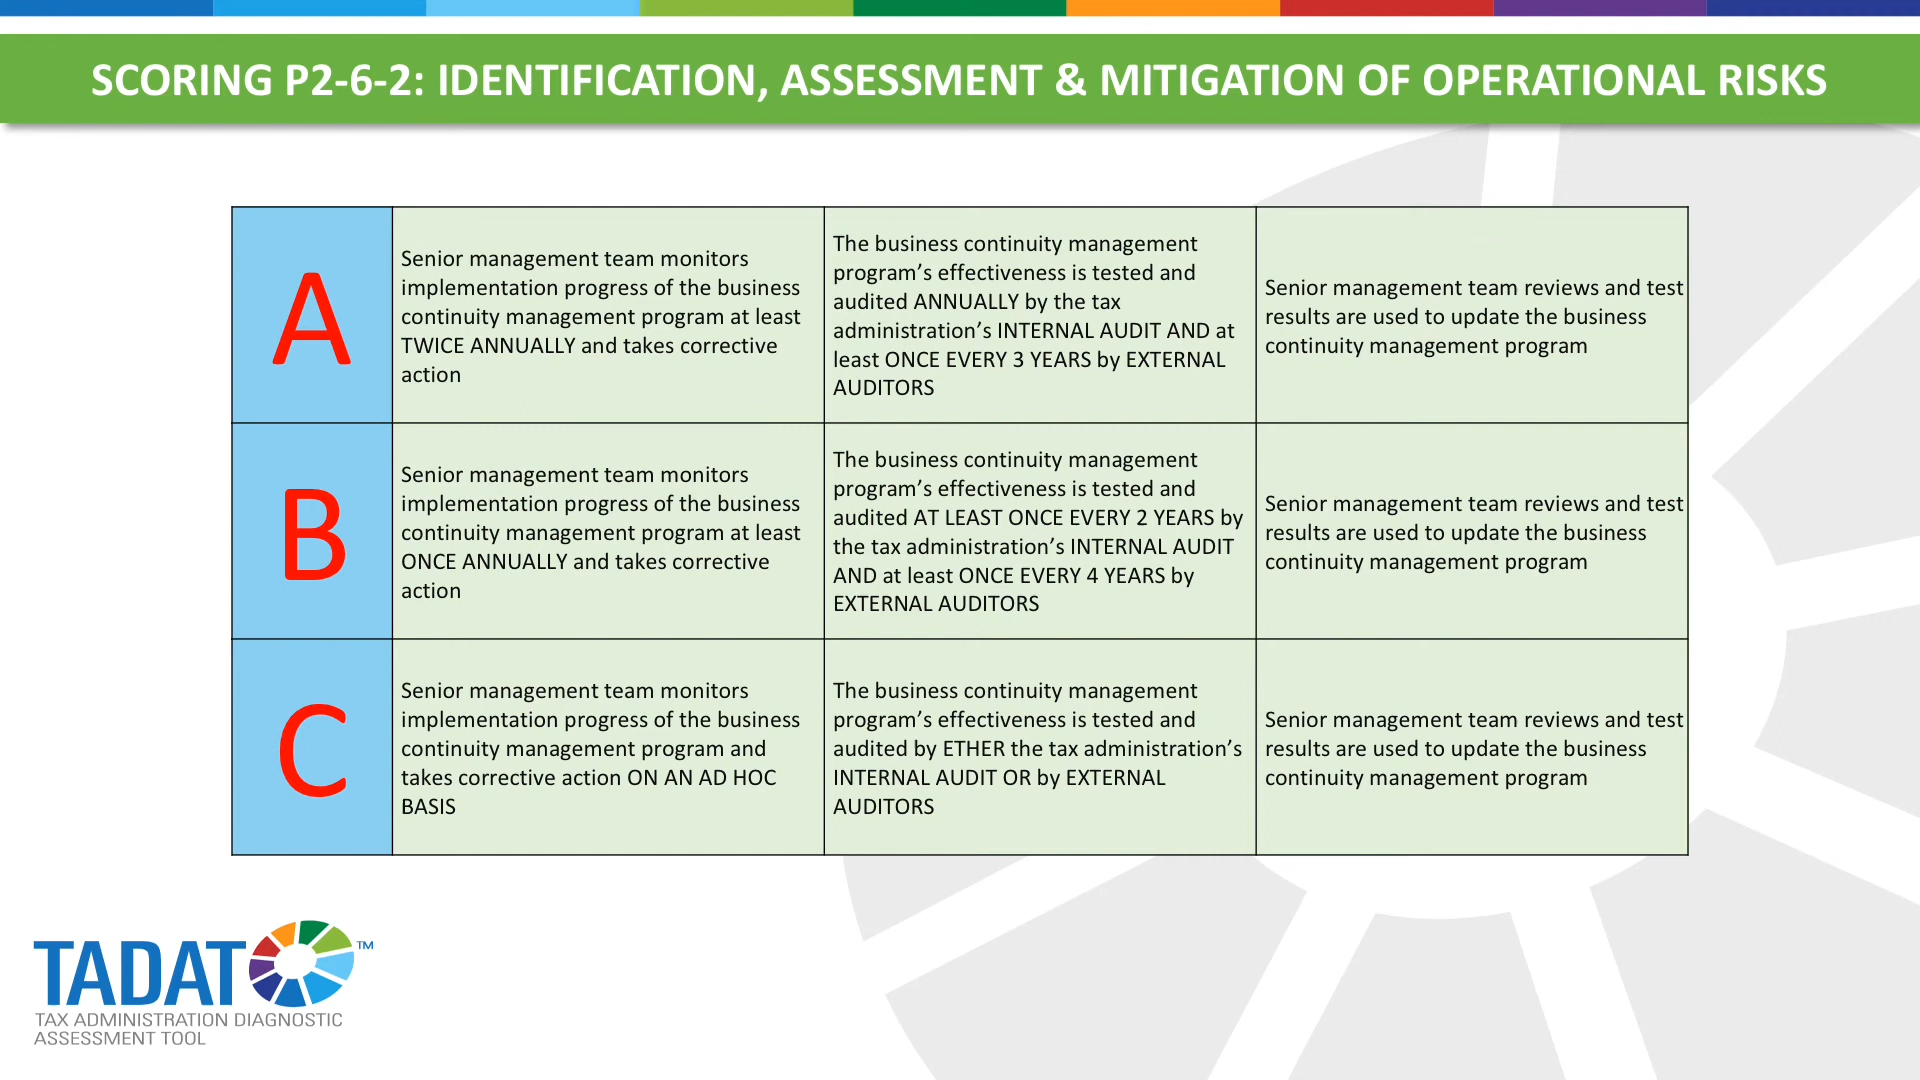 SCORING P2-6-2: IDENTIFICATION, ASSESSMENT & MITIGATION OF OPERATIONAL RISKS
A
Senior management team monitors
implementation progress of the business
continuity management program at least
TWICE ANNUALLY and takes corrective
action
The business continuity management
program’s effectiveness is tested and
audited ANNUALLY by the tax
administration’s INTERNAL AUDIT AND at
least ONCE EVERY 3 YEARS by EXTERNAL
AUDITORS
Senior management team reviews and test
results are used to update the business
continuity management program
B
Senior management team monitors
implementation progress of the business
continuity management program at least
ONCE ANNUALLY and takes corrective
action
The business continuity management
program’s effectiveness is tested and
audited AT LEAST ONCE EVERY 2 YEARS by
the tax administration’s INTERNAL AUDIT
AND at least ONCE EVERY 4 YEARS by
EXTERNAL AUDITORS
Senior management team reviews and test
results are used to update the business
continuity management program
C
Senior management team monitors
implementation progress of the business
continuity management program and
takes corrective action ON AN AD HOC
BASIS
The business continuity management
program’s effectiveness is tested and
audited by ETHER the tax administration’s
INTERNAL AUDIT OR by EXTERNAL
AUDITORS
Senior management team reviews and test
results are used to update the business
continuity management program
TADAT™
TAX ADMINISTRATION DIAGNOSTIC
ASSESSMENT TOOL